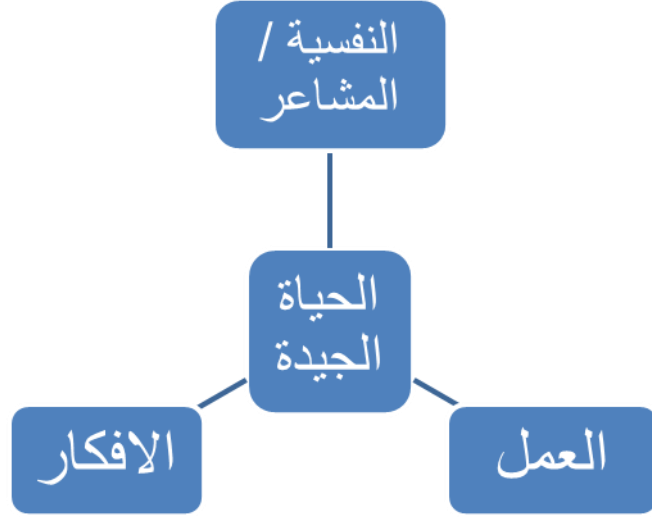 النفسية /
المشاعر
الحياة
الجيدة
العمل
الافكار